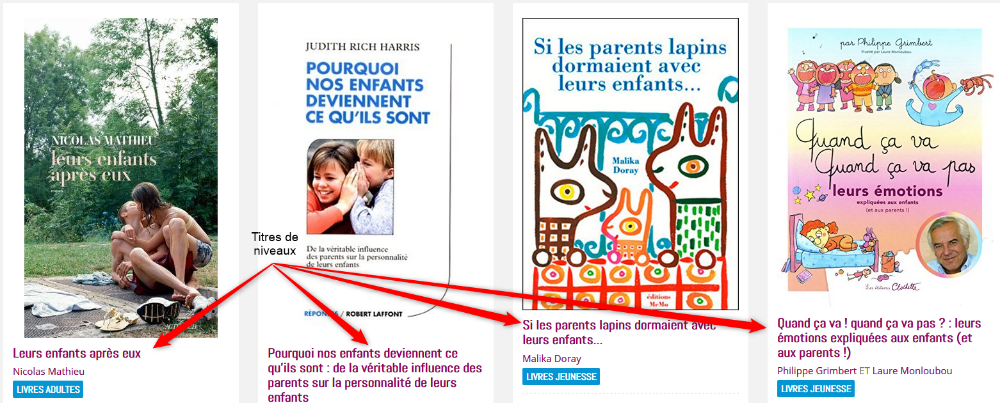 NICOLAS MATHIEU
leurs enfants
après eux
roman
ACTES SUD
Leurs enfants après eux
Nicolas Mathieu
LIVRES ADULTES
JUDITH RICH HARRIS
POURQUOI
NOS ENFANTS
DEVIENNENT
CE QU'ILS SONT
De la véritable influence
des parents sur la personnalité
de leurs enfants
RÉPONSES / ROBERT LAFFONT
Titres de
niveaux
Pourquoi nos enfants deviennent ce
qu'ils sont : de la véritable influence des
parents sur la personnalité de leurs
enfants
Si les parents lapins
dormaient avec
leurs enfants...
Malika
Doray
éditions
MeMo
Si les parents lapins dormaient avec
leurs enfants...
Malika Doray
LIVRES JEUNESSE
par Philippe Grimbert
Illustré par Laure Monloubou
Quand ça va
Quand ça va pas
leurs émotions
expliquées aux enfants
(et aux parents !)
Les éditions Clochette
Quand ça va ! quand ça va pas ? : leurs
émotions expliquées aux enfants (et
aux parents !)
Philippe Grimbert ET Laure Monloubou
LIVRES JEUNESSE